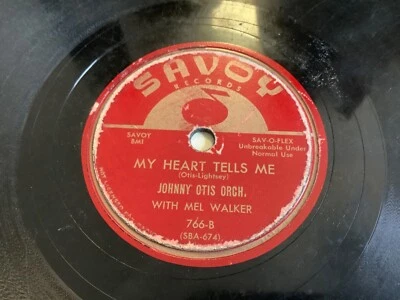 SAVOY
RECORDS
SAVOY
BMI
SAV-O-FLEX
Unbreakable Under
Normal Use
MY HEART TELLS ME
(Otis-Lightsey)
JOHNNY OTIS ORCH.
WITH MEL WALKER
766-B
(SBA-674)